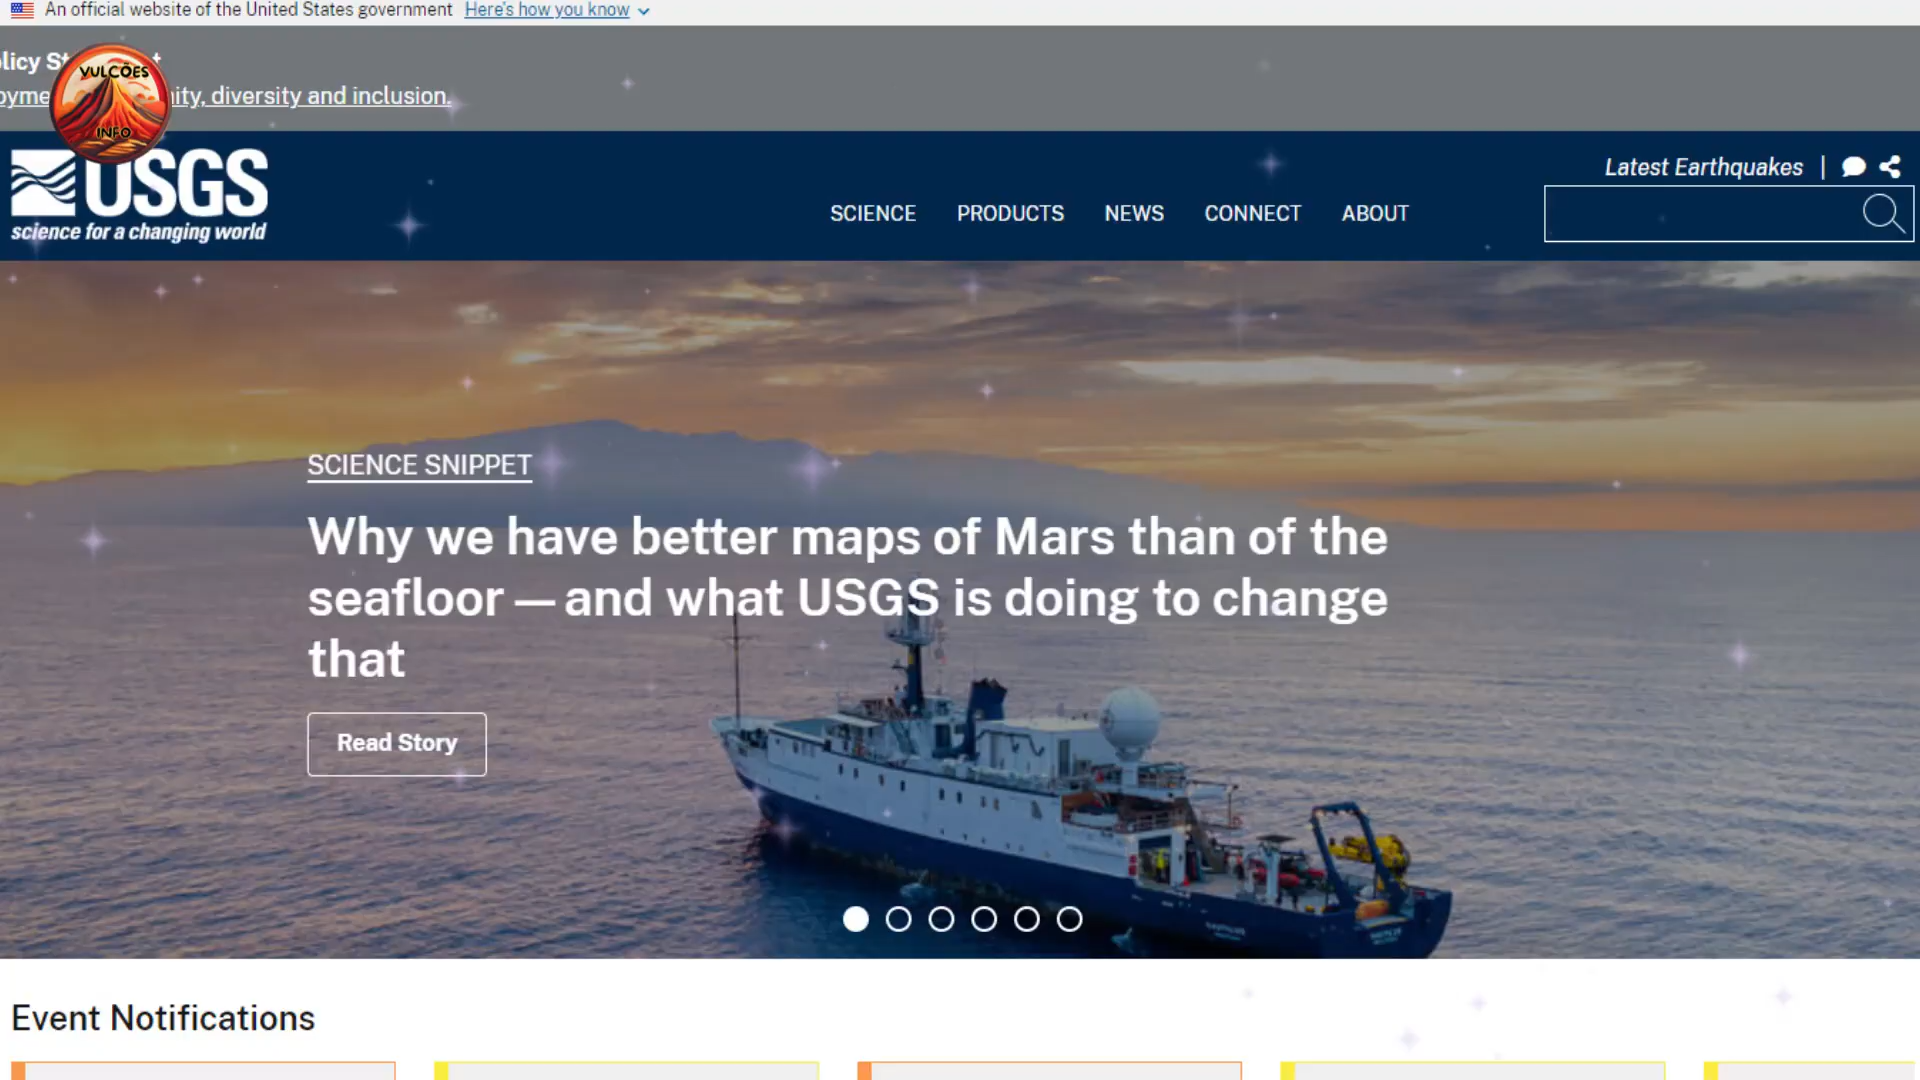 An official website of the United States government Here's how you know
olicy St
oyme ity, diversity and inclusion.
VULCÕES
INFO
USGS
science for a changing world
SCIENCE PRODUCTS NEWS CONNECT ABOUT
Latest Earthquakes |
SCIENCE SNIPPET
Why we have better maps of Mars than of the
seafloor — and what USGS is doing to change
that
Read Story
Event Notifications